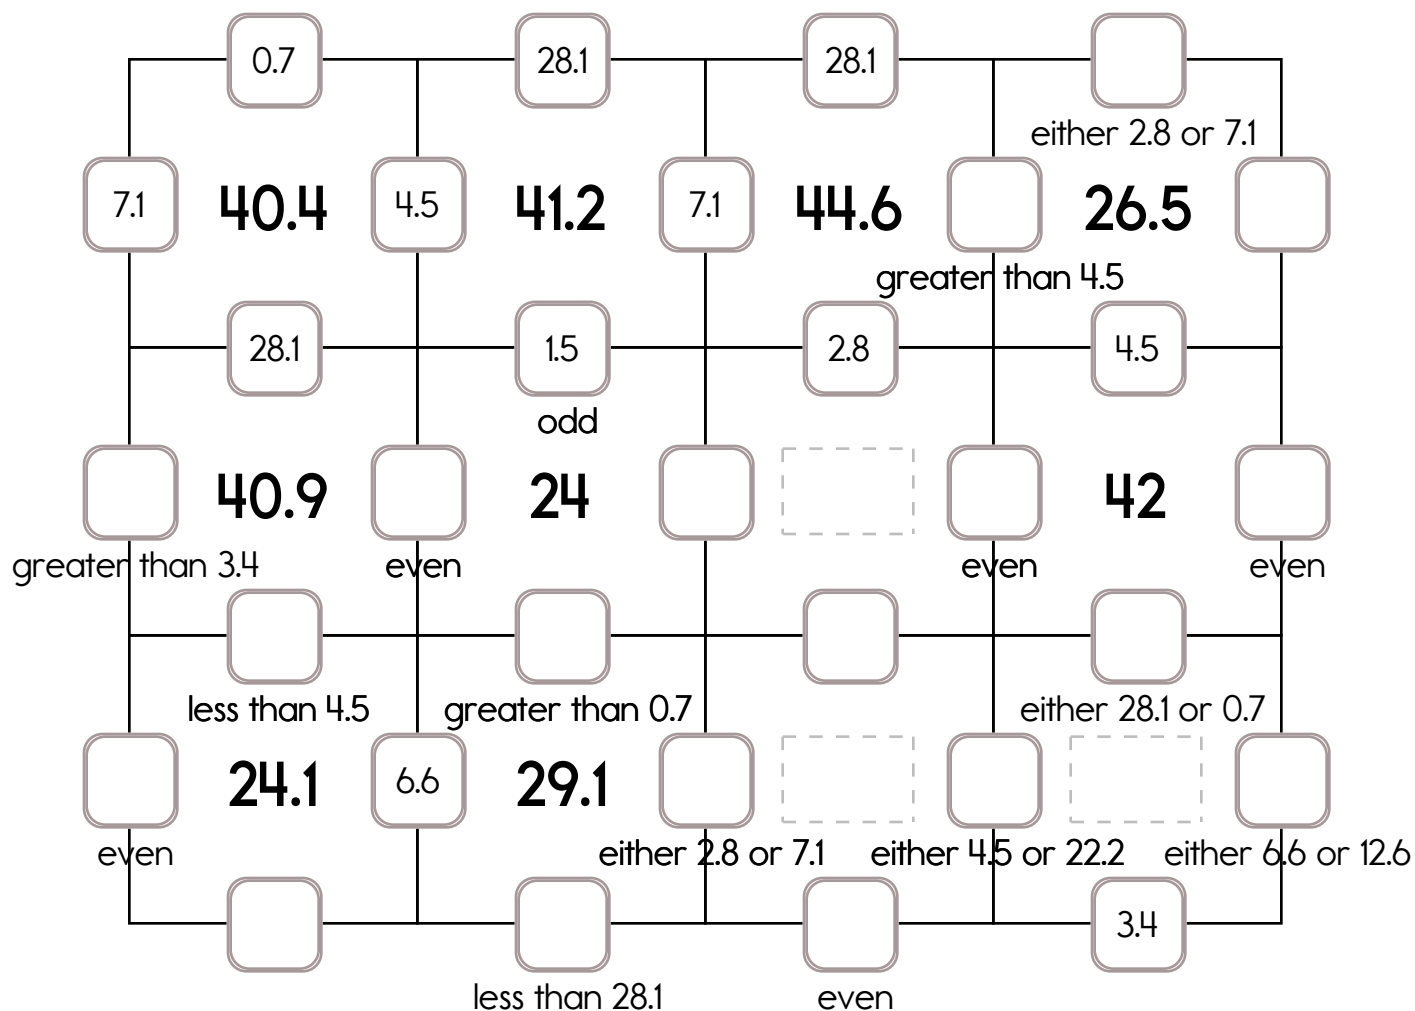 0.7 28.1 28.1
either 2.8 or 7.1
7.1 40.4 4.5 41.2 7.1 44.6 26.5
greater than 4.5
28.1 1.5 2.8 4.5
odd
40.9 24 42
greater than 3.4 even even even
less than 4.5 greater than 0.7 either 28.1 or 0.7
24.1 6.6 29.1
even either 2.8 or 7.1 either 4.5 or 22.2 either 6.6 or 12.6
3.4
less than 28.1 even